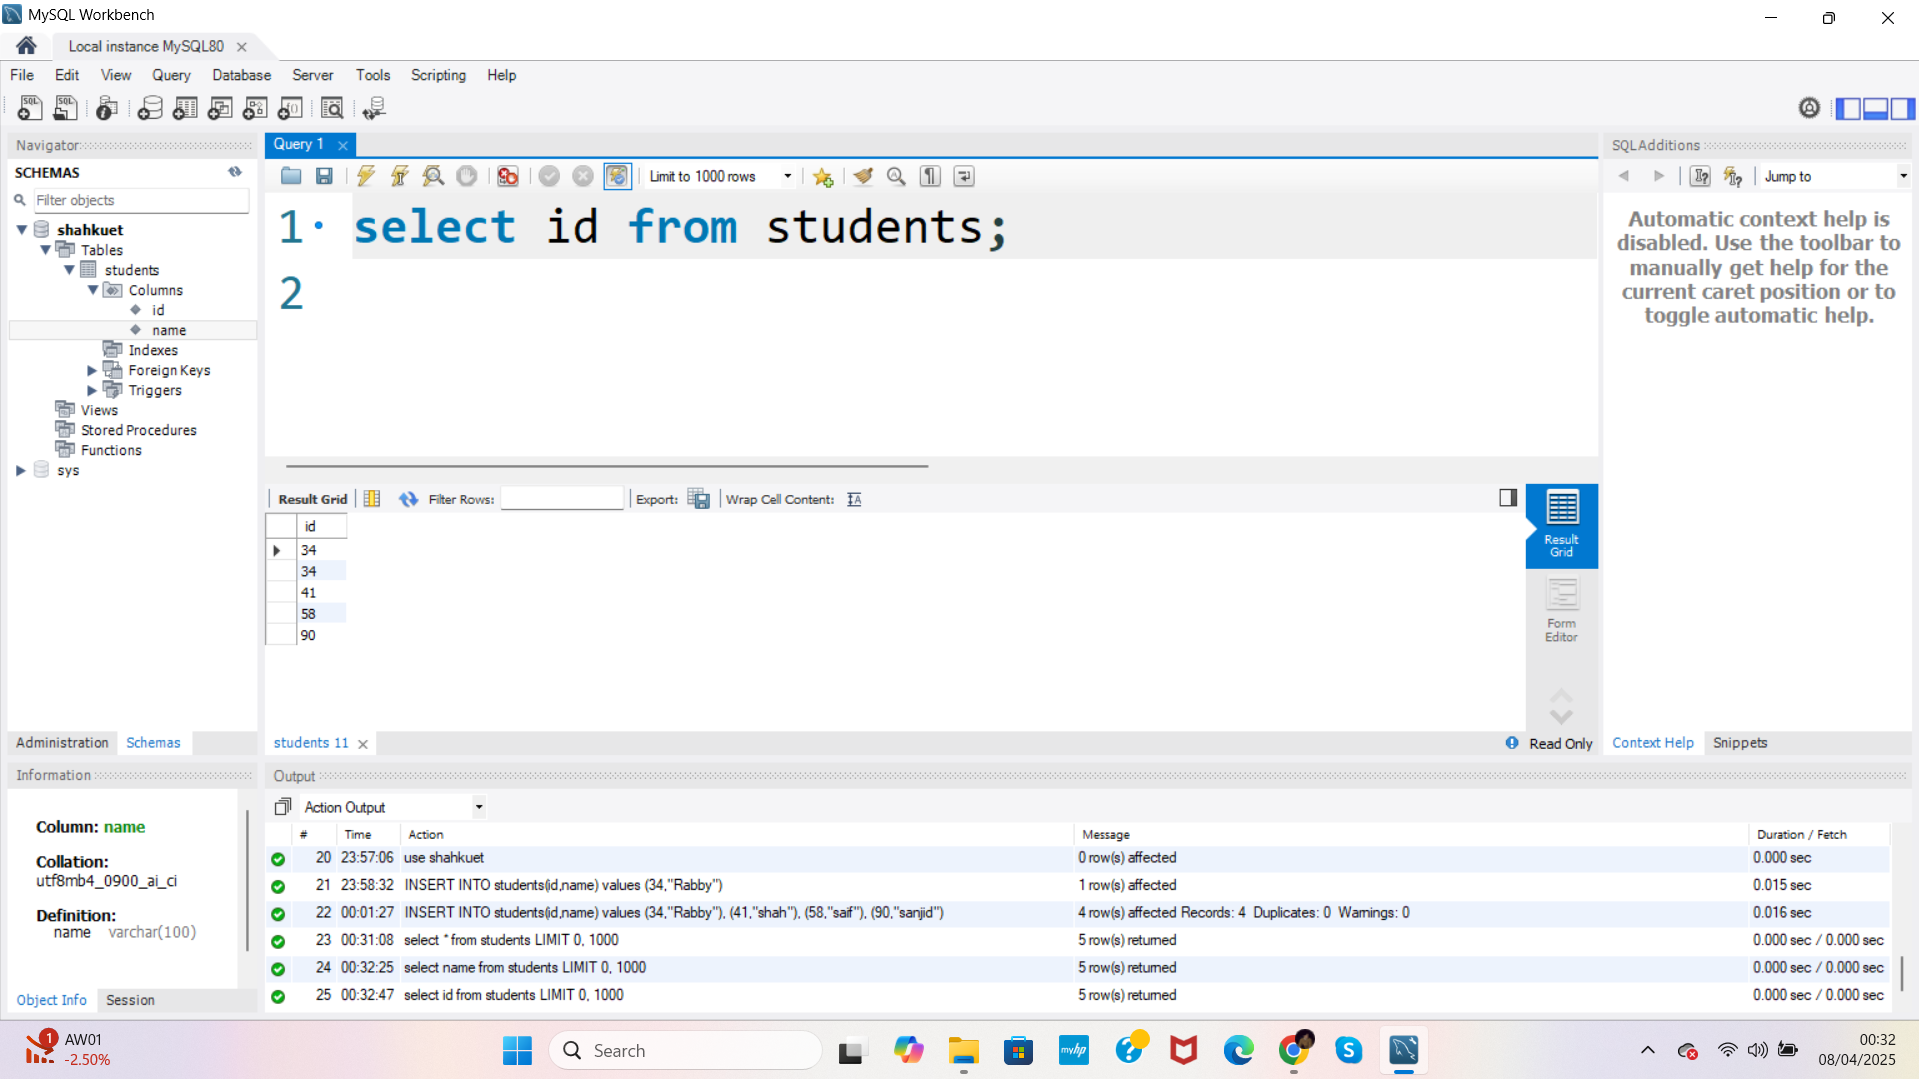 MySQL Workbench
Local instance MySQL80
File Edit View Query Database Server Tools Scripting Help
Navigator
SCHEMAS
Filter objects
shahkuet
Tables
students
Columns
id
name
Indexes
Foreign Keys
Triggers
Views
Stored Procedures
Functions
sys
Administration Schemas
Query 1
Limit to 1000 rows
1 select id from students;
2
Result Grid Filter Rows: Export: Wrap Cell Content:
id
34
34
41
58
90
Result
Grid
Form
Editor
students 11
Read Only
SQLAdditions
Jump to
Automatic context help is
disabled. Use the toolbar to
manually get help for the
current caret position or to
toggle automatic help.
Context Help Snippets
Information
Column: name
Collation:
utf8mb4_0900_ai_ci
Definition:
name varchar(100)
Object Info Session
Output
Action Output
# Time Action Message Duration / Fetch
20 23:57:06 use shahkuet 0 row(s) affected 0.000 sec
21 23:58:32 INSERT INTO students(id,name) values (34,"Rabby") 1 row(s) affected 0.015 sec
22 00:01:27 INSERT INTO students(id,name) values (34,"Rabby"), (41,"shah"), (58,"saif"), (90,"sanjid") 4 row(s) affected Records: 4 Duplicates: 0 Warnings: 0 0.016 sec
23 00:31:08 select * from students LIMIT 0, 1000 5 row(s) returned 0.000 sec / 0.000 sec
24 00:32:25 select name from students LIMIT 0, 1000 5 row(s) returned 0.000 sec / 0.000 sec
25 00:32:47 select id from students LIMIT 0, 1000 5 row(s) returned 0.000 sec / 0.000 sec
1
AW01
-2.50%
Search
myhp
00:32
08/04/2025